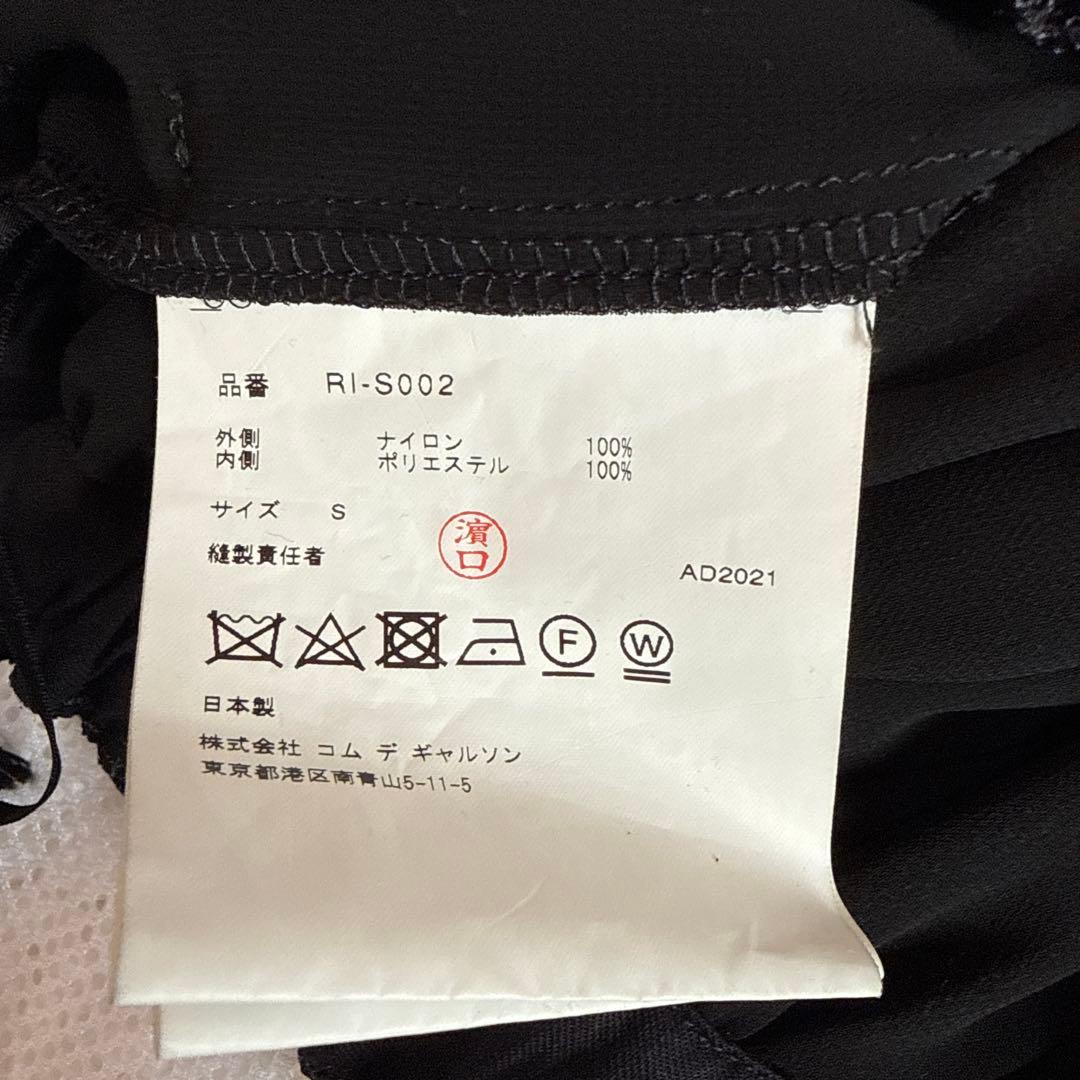 品番 RI-S002
外側 ナイロン 100%
内側 ポリエステル 100%
サイズ S
濱口
縫製責任者
AD2021
F W
日本製
株式会社 コム デ ギャルソン
東京都港区南青山5-11-5